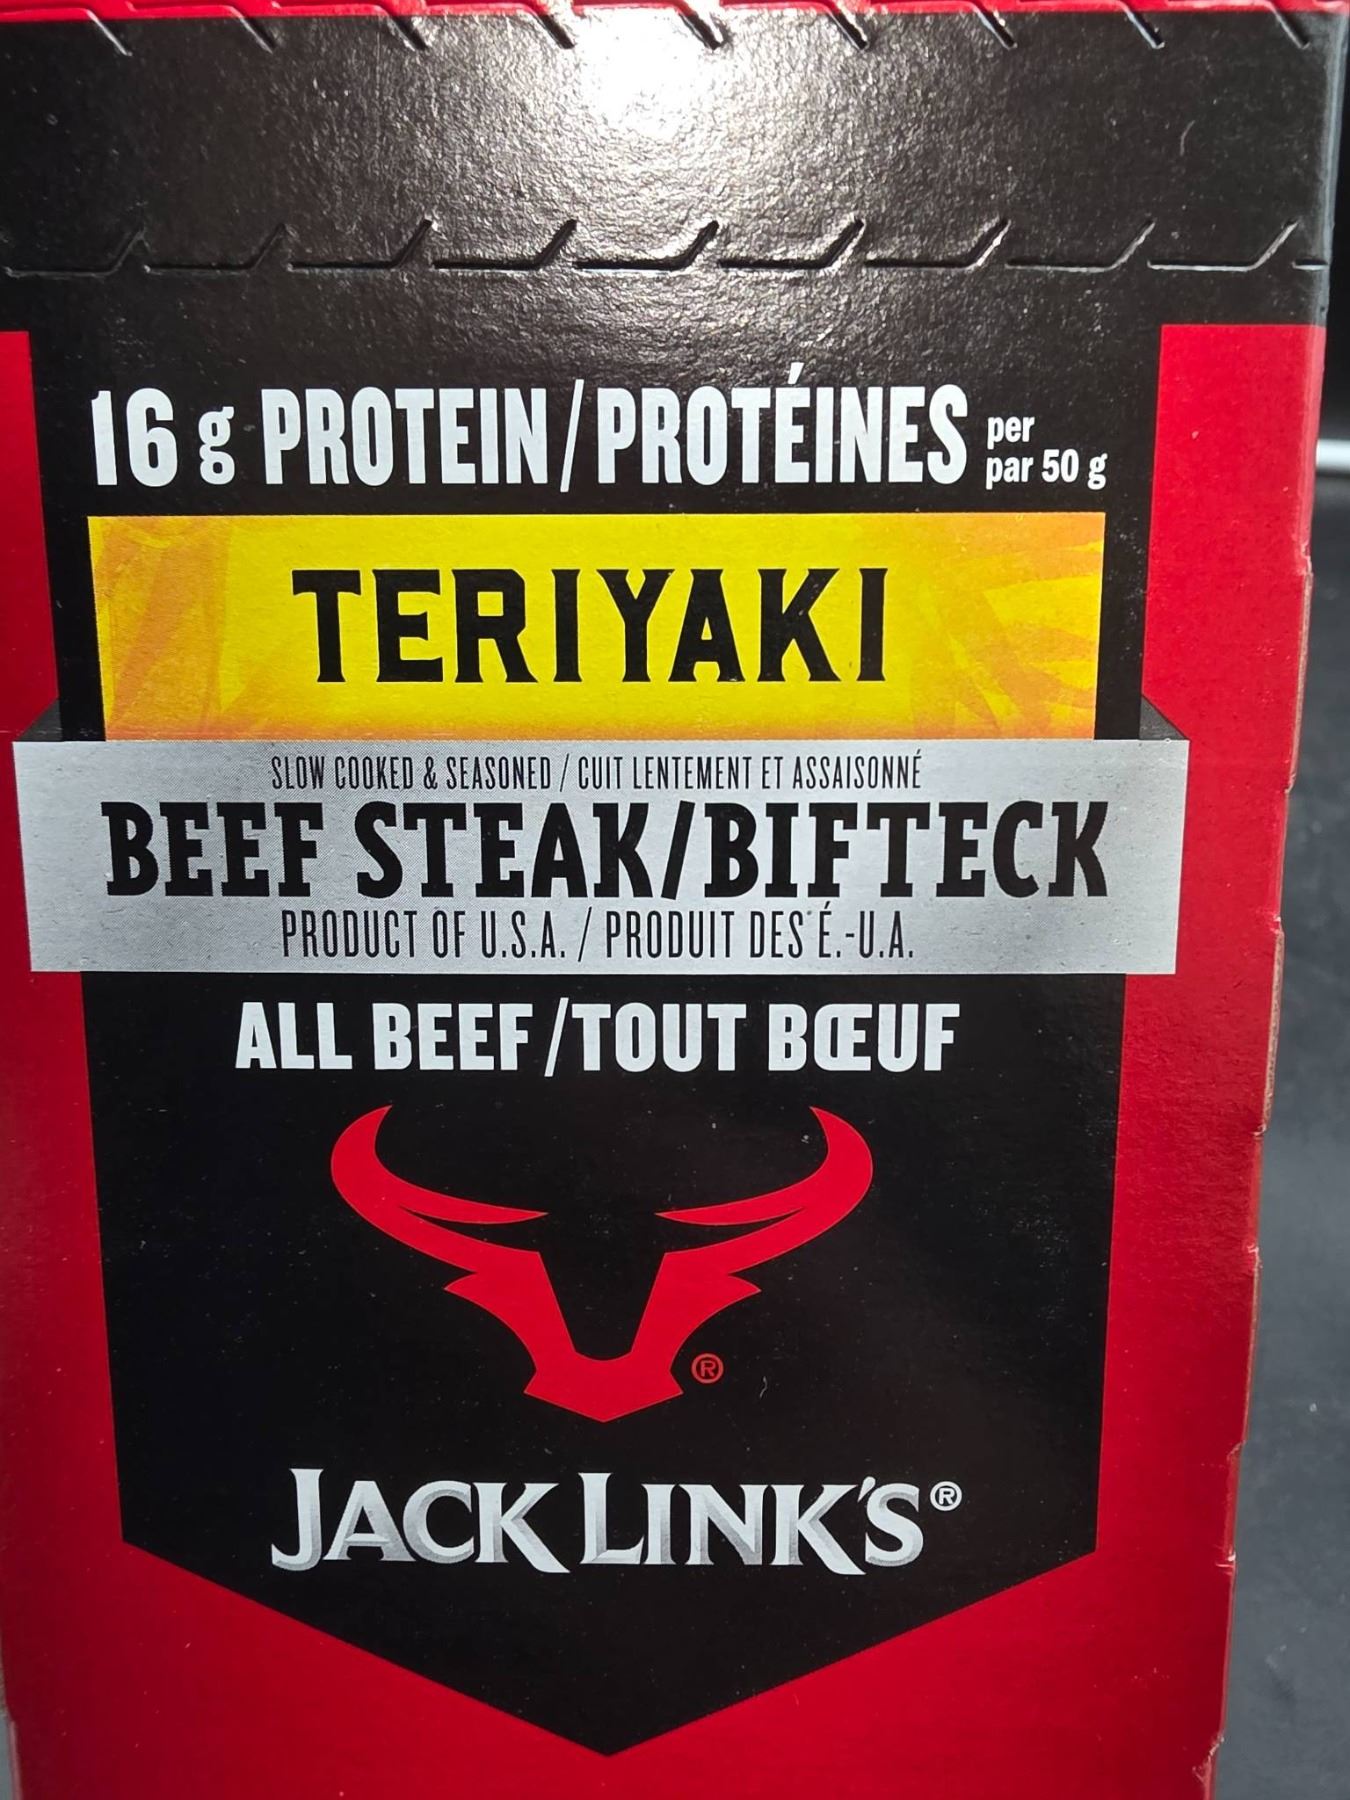 16 g PROTEIN/PROTÉINES per
par 50 g
TERIYAKI
SLOW COOKED & SEASONED / CUIT LENTEMENT ET ASSAISONNÉ
BEEF STEAK/BIFTECK
PRODUCT OF U.S.A. / PRODUIT DES É.-U.A.
ALL BEEF/TOUT BŒUF
®
JACK LINK'S®